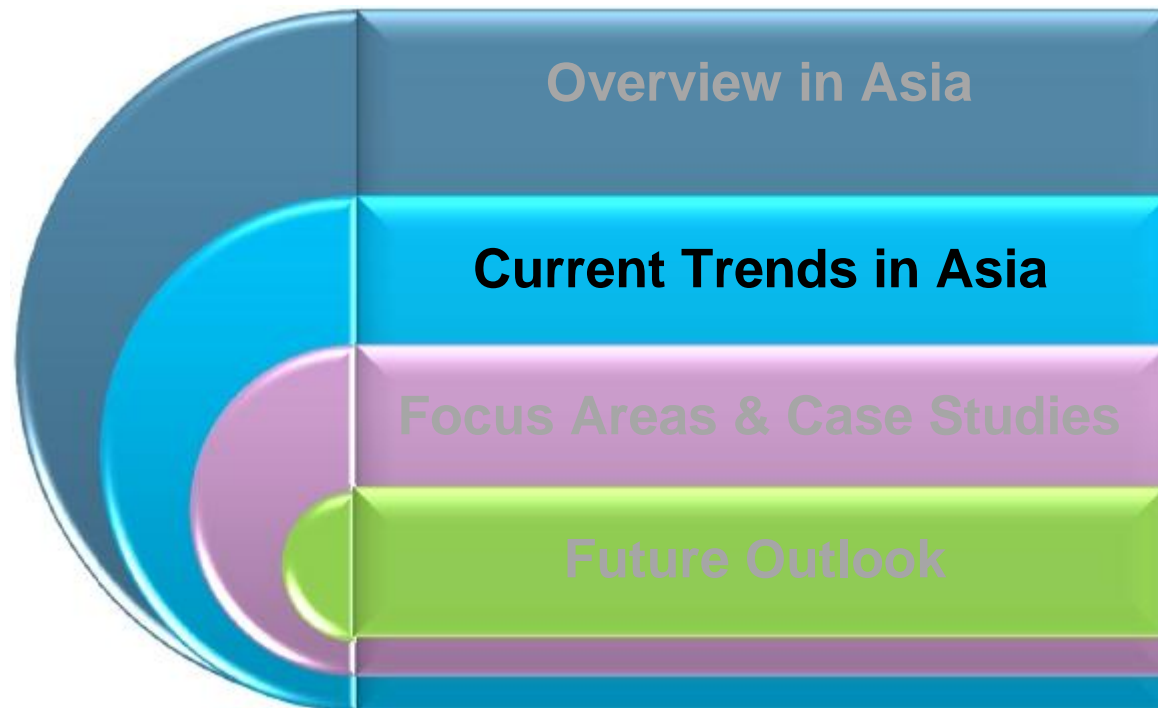 Overview in Asia
Current Trends in Asia
Focus Areas & Case Studies
Future Outlook